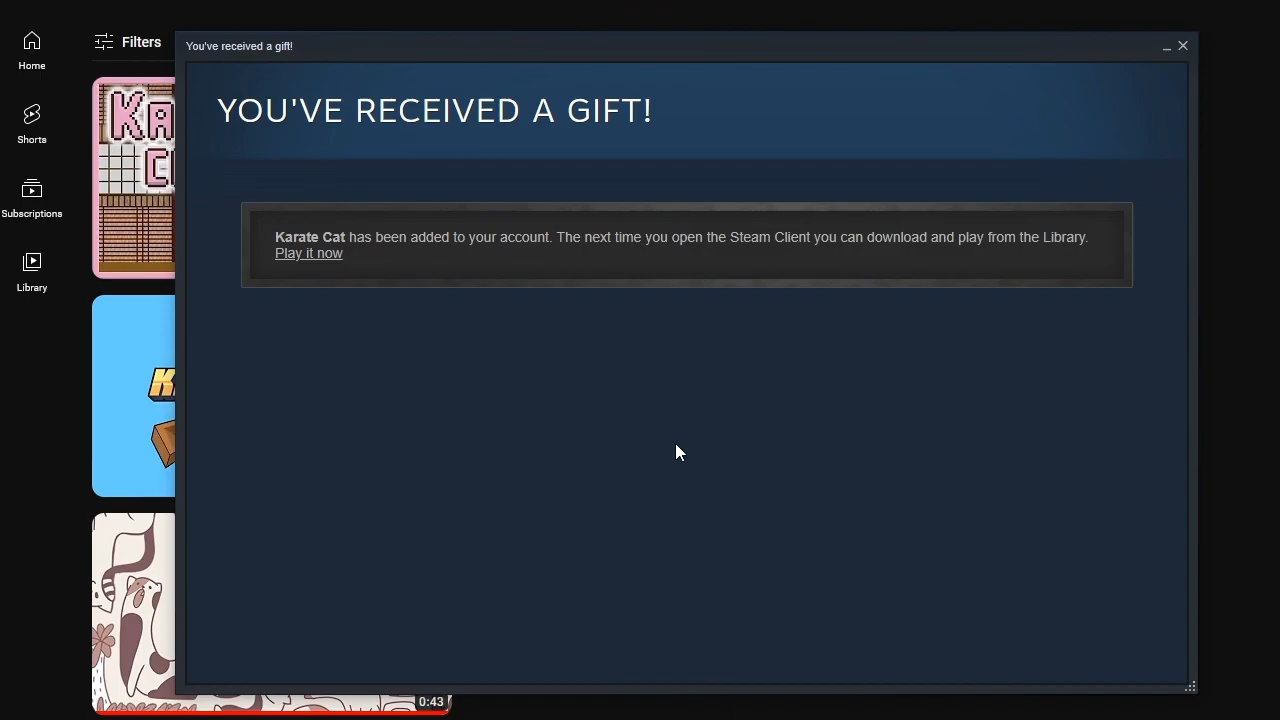 Home
Shorts
Subscriptions
Library
Filters
You've received a gift!
YOU'VE RECEIVED A GIFT!
Karate Cat has been added to your account. The next time you open the Steam Client you can download and play from the Library.
Play it now
0:43